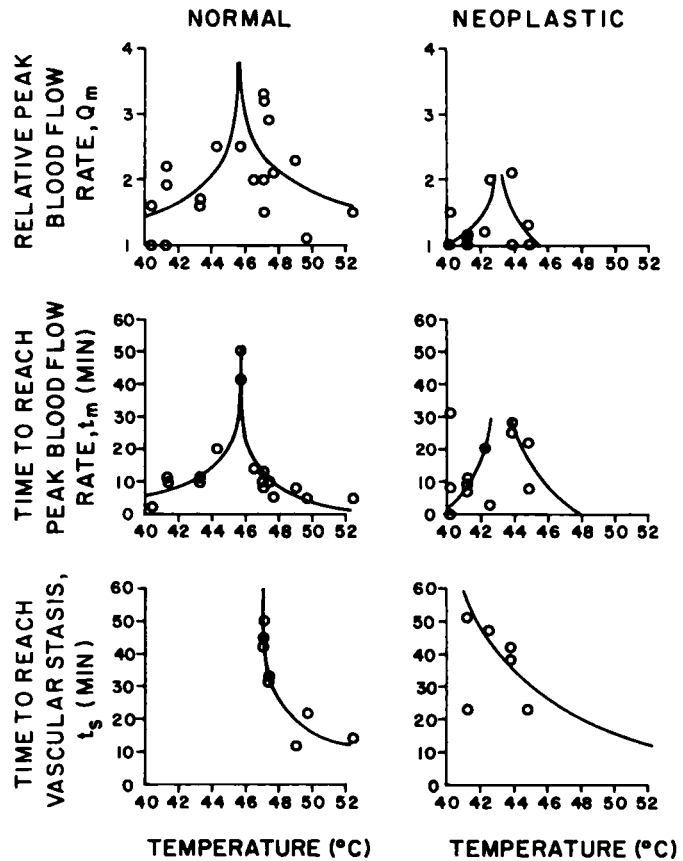 NORMAL
NEOPLASTIC
RELATIVE PEAK
BLOOD FLOW
RATE, Qm
4
3
2
1
40 42 44 46 48 50 52
4
3
2
1
40 42 44 46 48 50 52
TIME TO REACH
PEAK BLOOD FLOW
RATE, tm (MIN)
60
50
40
30
20
10
0
40 42 44 46 48 50 52
60
50
40
30
20
10
0
40 42 44 46 48 50 52
TIME TO REACH
VASCULAR STASIS,
ts (MIN)
60
50
40
30
20
10
0
40 42 44 46 48 50 52
60
50
40
30
20
10
0
40 42 44 46 48 50 52
TEMPERATURE (°C)
TEMPERATURE (°C)